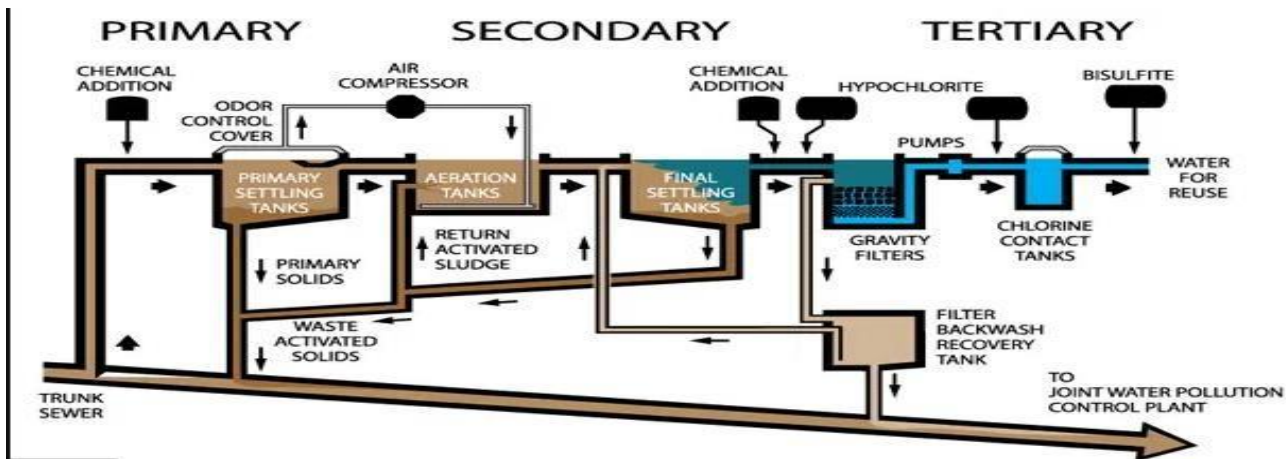 PRIMARY
SECONDARY
TERTIARY
CHEMICAL
ADDITION
ODOR
CONTROL
COVER
AIR
COMPRESSOR
CHEMICAL
ADDITION
HYPOCHLORITE
BISULFITE
PUMPS
PRIMARY
SETTLING
TANKS
AERATION
TANKS
FINAL
SETTLING
TANKS
WATER
FOR
REUSE
GRAVITY
FILTERS
CHLORINE
CONTACT
TANKS
PRIMARY
SOLIDS
RETURN
ACTIVATED
SLUDGE
WASTE
ACTIVATED
SOLIDS
FILTER
BACKWASH
RECOVERY
TANK
TRUNK
SEWER
TO
JOINT WATER POLLUTION
CONTROL PLANT